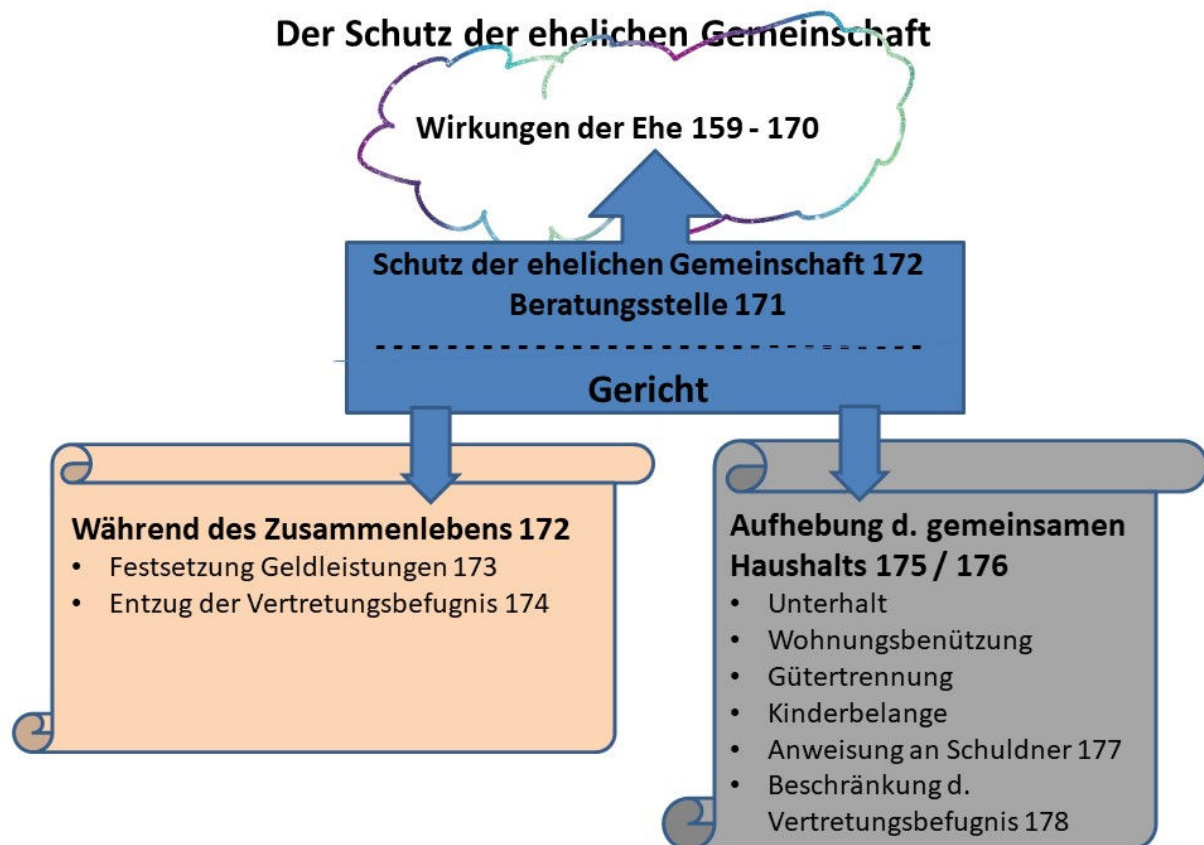 Der Schutz der ehelichen Gemeinschaft
Wirkungen der Ehe 159 - 170
Schutz der ehelichen Gemeinschaft 172
Beratungsstelle 171
Gericht
Während des Zusammenlebens 172
• Festsetzung Geldleistungen 173
• Entzug der Vertretungsbefugnis 174
Aufhebung d. gemeinsamen
Haushalts 175 / 176
• Unterhalt
• Wohnungsbenützung
• Gütertrennung
• Kinderbelange
• Anweisung an Schuldner 177
• Beschränkung d.
Vertretungsbefugnis 178